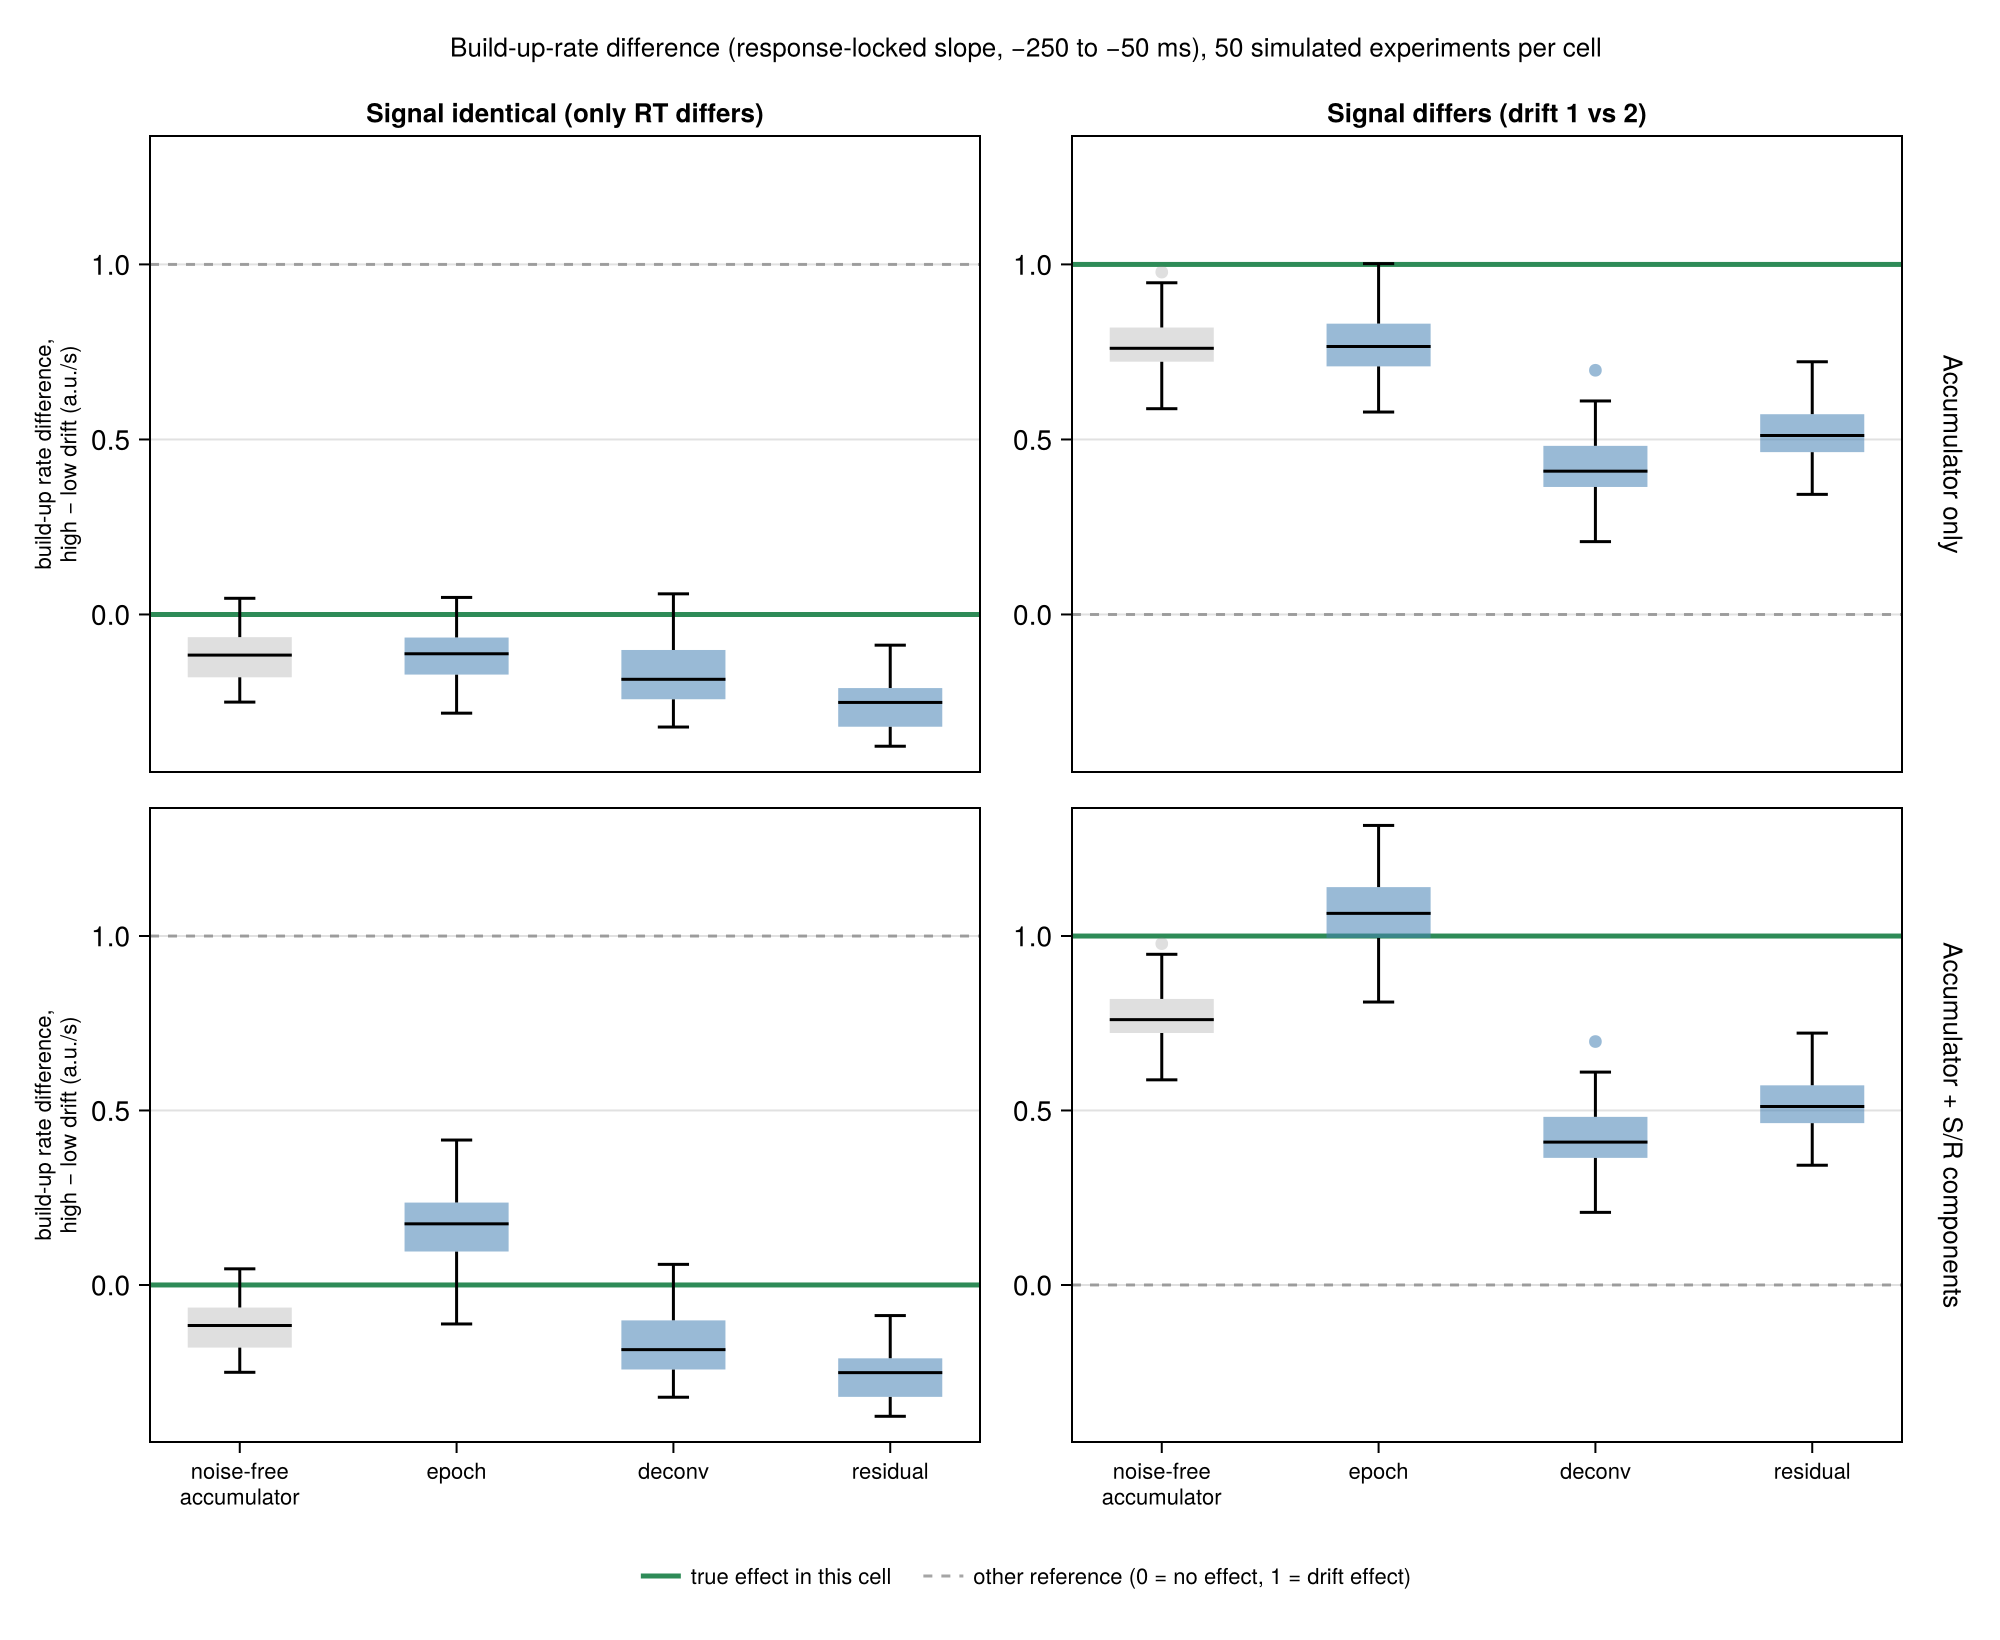 Build-up-rate difference (response-locked slope, −250 to −50 ms), 50 simulated experiments per cell
Signal identical (only RT differs)
Signal differs (drift 1 vs 2)
build-up rate difference,
high − low drift (a.u./s)
1.0
0.5
0.0
1.0
0.5
0.0
Accumulator only
build-up rate difference,
high − low drift (a.u./s)
1.0
0.5
0.0
1.0
0.5
0.0
Accumulator + S/R components
noise-free
accumulator
epoch
deconv
residual
noise-free
accumulator
epoch
deconv
residual
true effect in this cell
other reference (0 = no effect, 1 = drift effect)